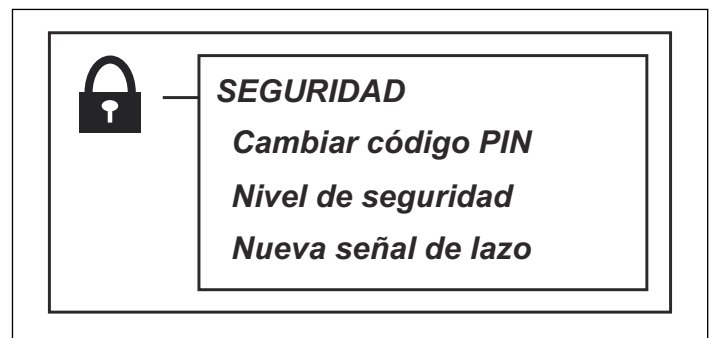 SEGURIDAD
Cambiar código PIN
Nivel de seguridad
Nueva señal de lazo